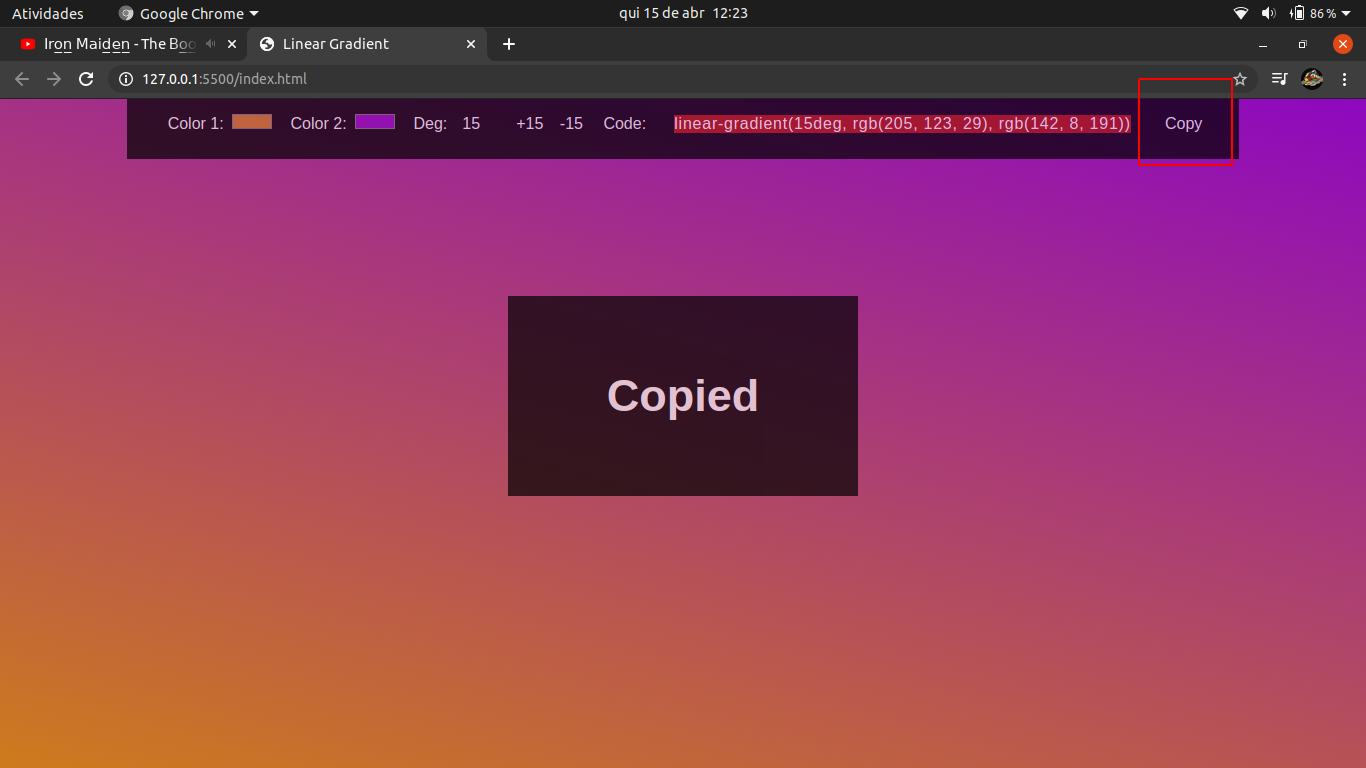 Atividades Google Chrome qui 15 de abr 12:23 86 %
Iron Maiden - The Boo Linear Gradient
127.0.0.1:5500/index.html
Color 1: Color 2: Deg: 15 +15 -15 Code: linear-gradient(15deg, rgb(205, 123, 29), rgb(142, 8, 191)) Copy
Copied